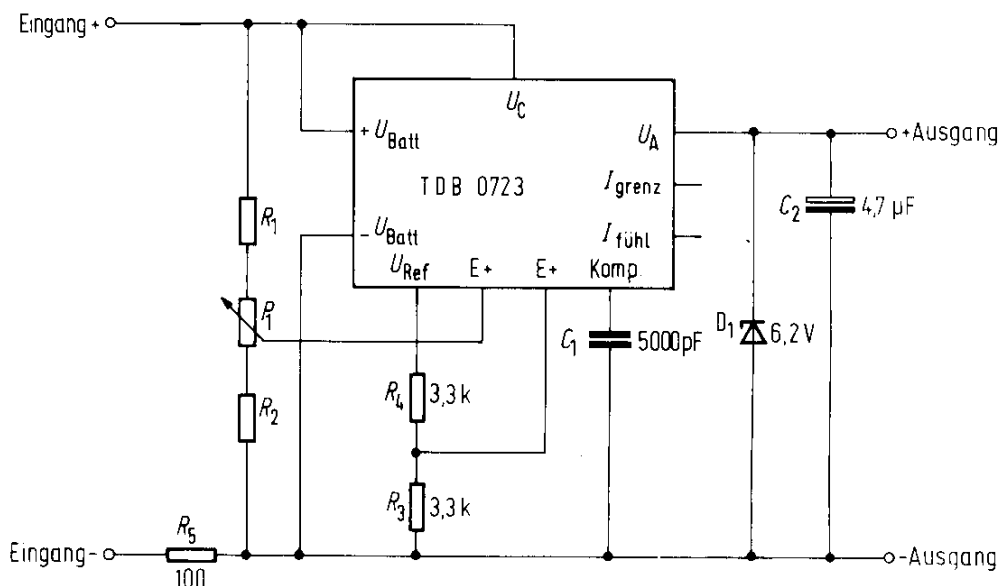 Eingang +
U_C
+ U_Batt
U_A
+Ausgang
TDB 0723
I_grenz
C_2
4,7 µF
R_1
- U_Batt
I_fühl
U_Ref
E+
E+
Komp.
P_1
C_1
5000pF
D_1
6,2V
R_4
3,3 k
R_2
R_3
3,3 k
R_5
Eingang-
100
-Ausgang